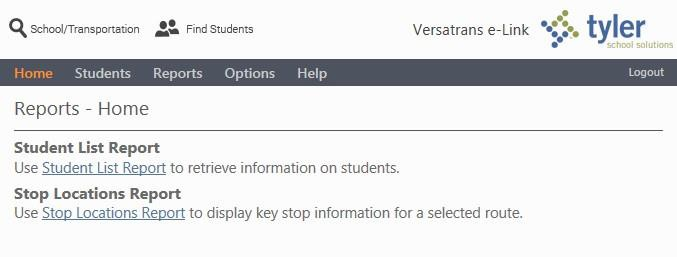 School/Transportation Find Students Versatrans e-Link tyler
school solutions
Home Students Reports Options Help Logout
Reports - Home
Student List Report
Use Student List Report to retrieve information on students.
Stop Locations Report
Use Stop Locations Report to display key stop information for a selected route.